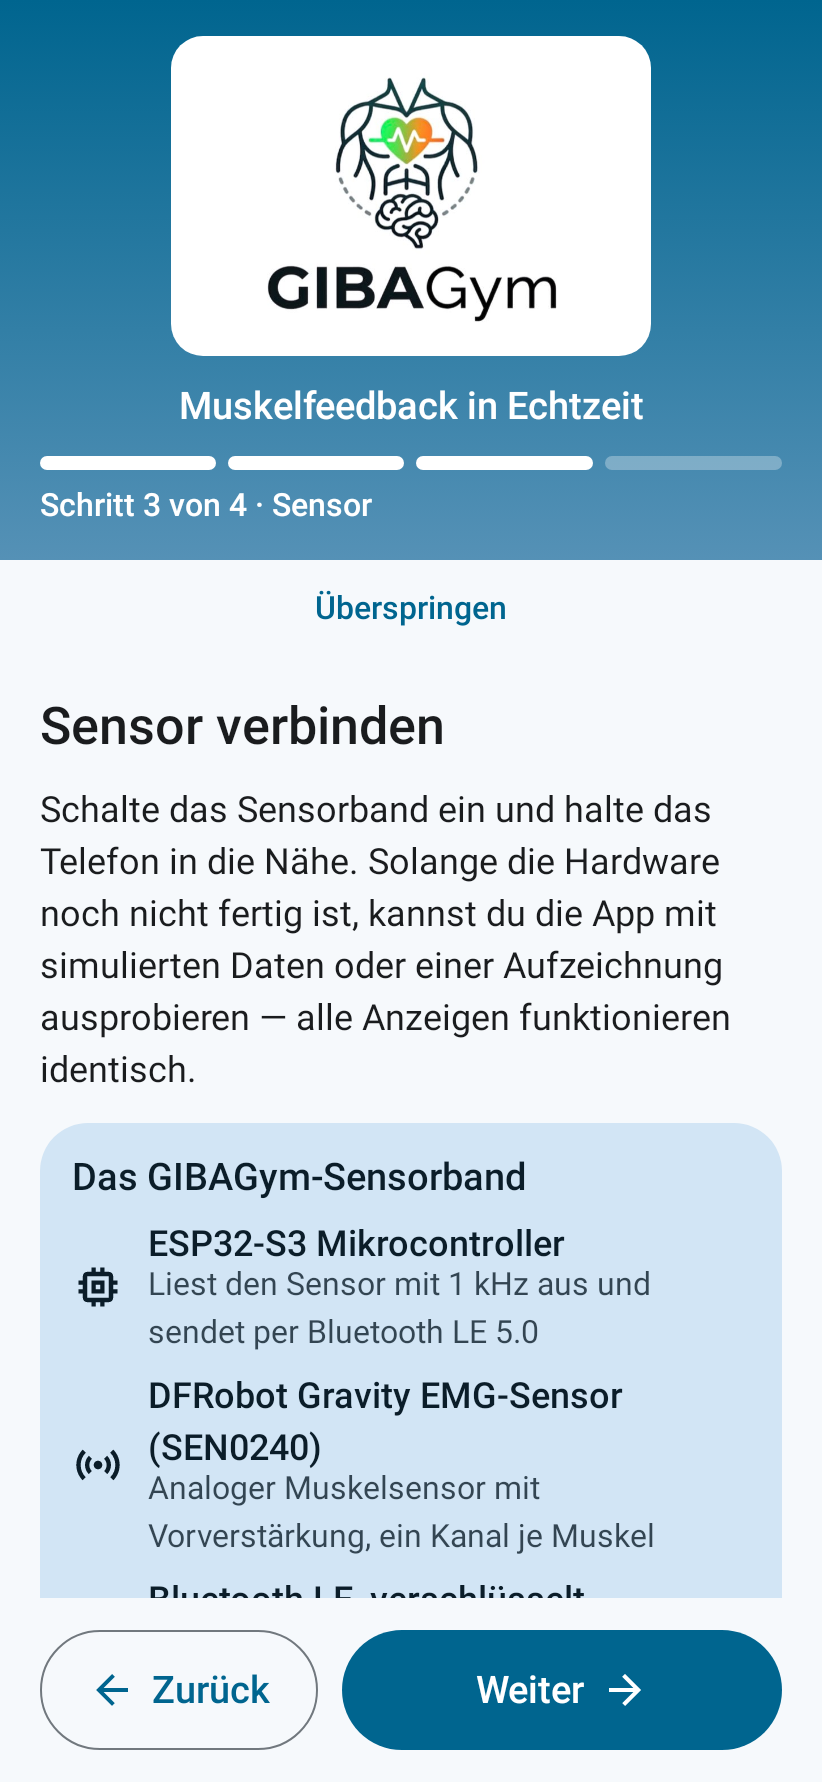 GIBAGym
Muskelfeedback in Echtzeit
Schritt 3 von 4 · Sensor
Überspringen
Sensor verbinden
Schalte das Sensorband ein und halte das
Telefon in die Nähe. Solange die Hardware
noch nicht fertig ist, kannst du die App mit
simulierten Daten oder einer Aufzeichnung
ausprobieren — alle Anzeigen funktionieren
identisch.
Das GIBAGym-Sensorband
ESP32-S3 Mikrocontroller
Liest den Sensor mit 1 kHz aus und
sendet per Bluetooth LE 5.0
DFRobot Gravity EMG-Sensor
(SEN0240)
Analoger Muskelsensor mit
Vorverstärkung, ein Kanal je Muskel
Bluetooth LE, verschlüsselt
Zurück
Weiter